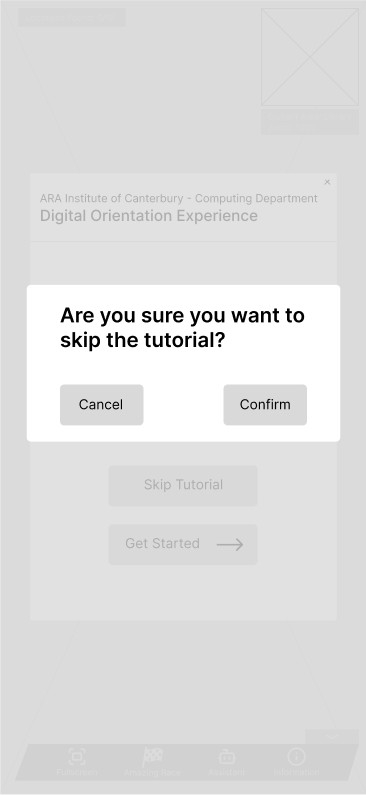 ×
ARA Institute of Canterbury - Computing Department
Digital Orientation Experience
Are you sure you want to
skip the tutorial?
Cancel
Confirm
Skip Tutorial
Get Started